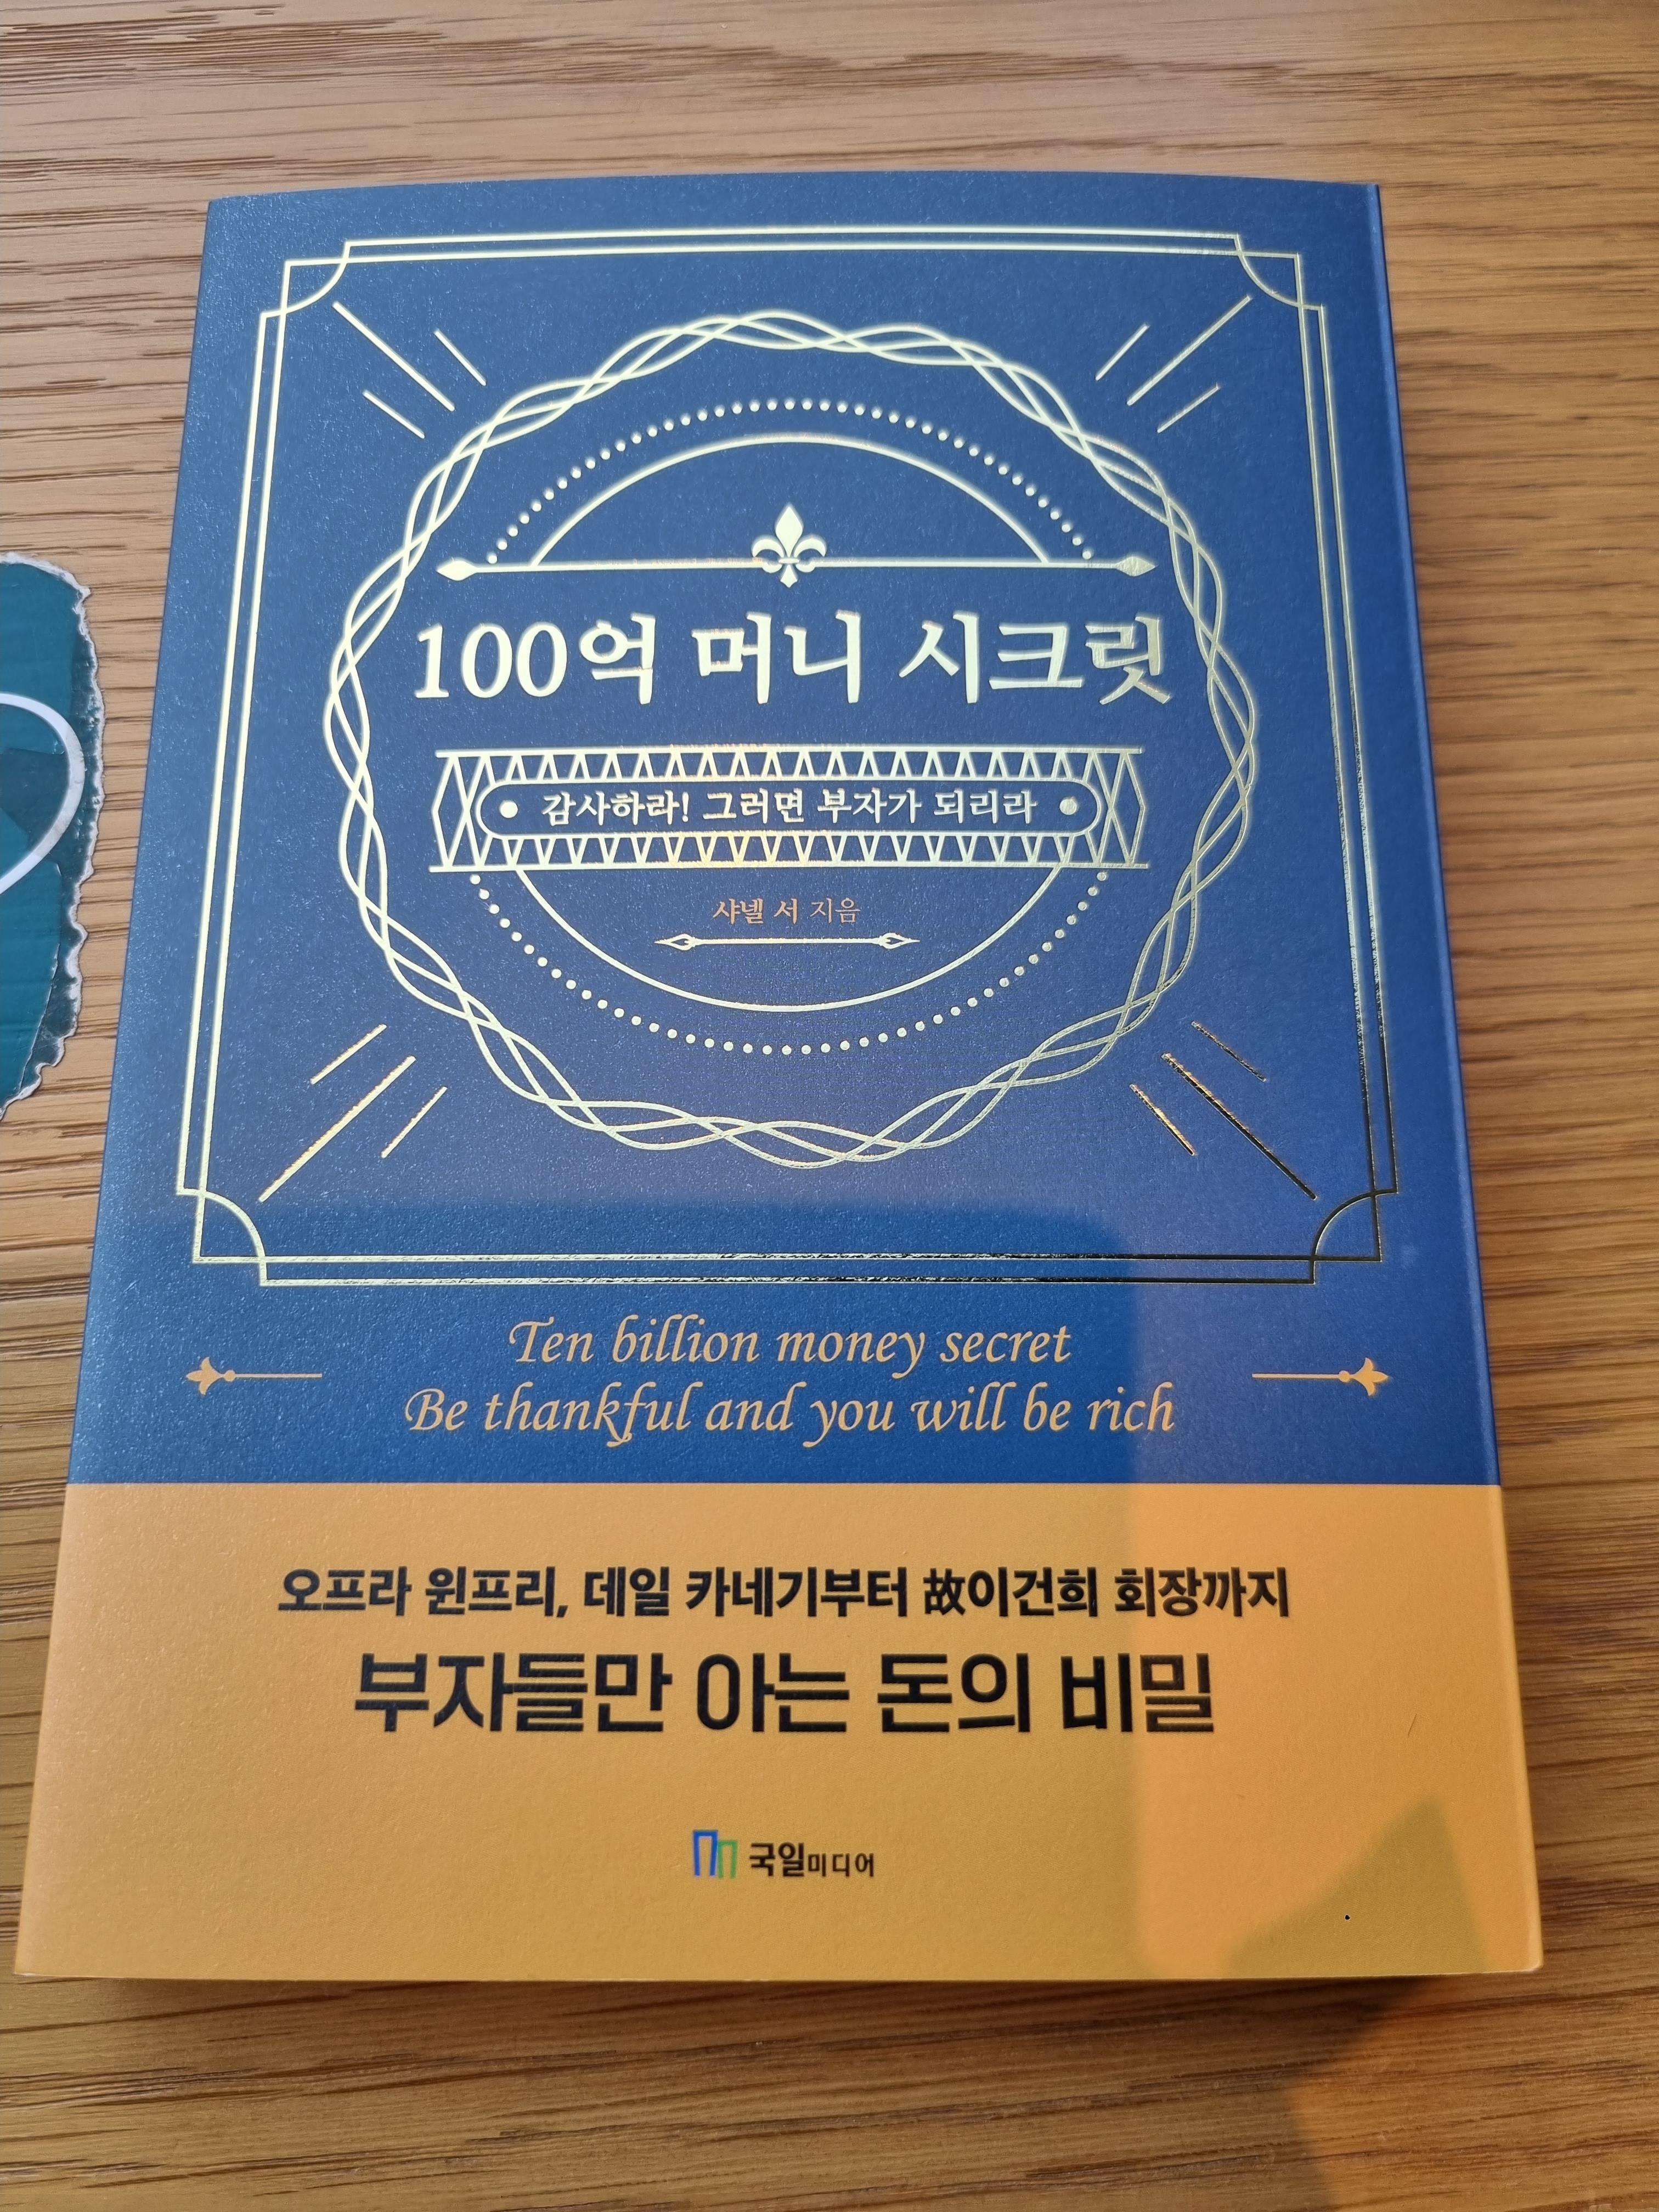 100억 머니 시크릿
감사하라! 그러면 부자가 되리라
샤넬 서 지음
Ten billion money secret
Be thankful and you will be rich
오프라 윈프리, 데일 카네기부터 故이건희 회장까지
부자들만 아는 돈의 비밀
국일미디어